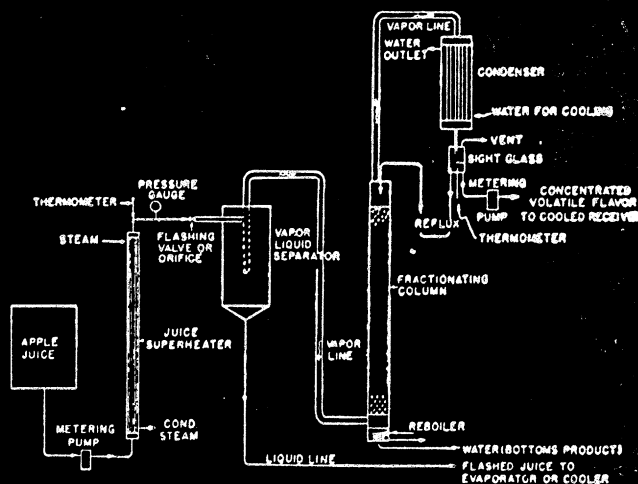 VAPOR LINE
WATER
OUTLET
CONDENSER
WATER FOR COOLING
VENT
SIGHT GLASS
METERING
PUMP
CONCENTRATED
VOLATILE FLAVOR
TO COOLED RECEIVER
REFLUX
THERMOMETER
PRESSURE
GAUGE
THERMOMETER
STEAM
FLASHING
VALVE OR
ORIFICE
VAPOR
LIQUID
SEPARATOR
FRACTIONATING
COLUMN
APPLE
JUICE
JUICE
SUPERHEATER
VAPOR
LINE
METERING
PUMP
COND
STEAM
REBOILER
LIQUID LINE
WATER(BOTTOMS PRODUCTS)
FLASHED JUICE TO
EVAPORATOR OR COOLER